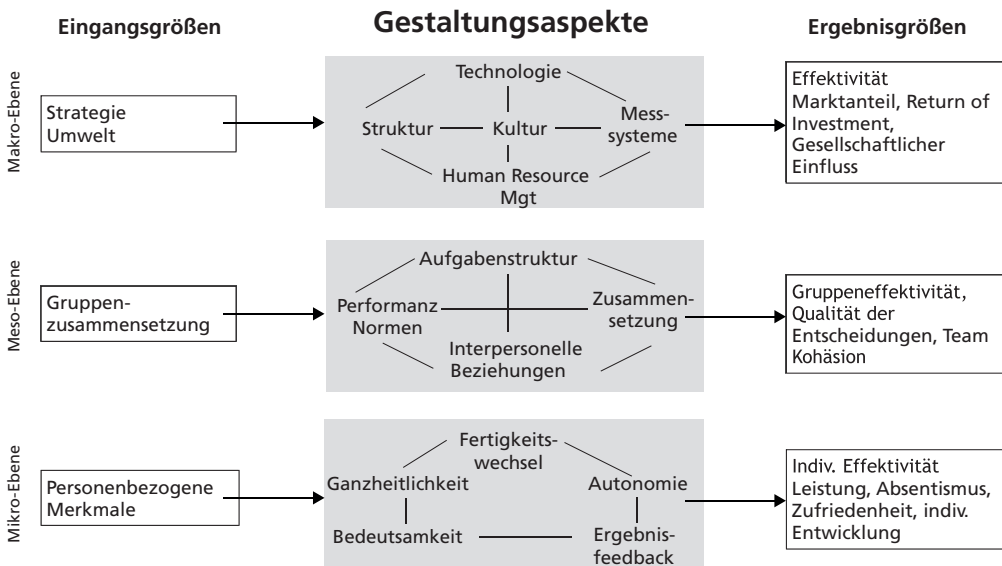 Eingangsgrößen
Gestaltungsaspekte
Ergebnisgrößen
Makro-Ebene
Strategie
Umwelt
Technologie
Struktur
Kultur
Mess-
systeme
Human Resource
Mgt
Effektivität
Marktanteil, Return of
Investment,
Gesellschaftlicher
Einfluss
Meso-Ebene
Gruppen-
zusammensetzung
Aufgabenstruktur
Performanz
Normen
Zusammen-
setzung
Interpersonelle
Beziehungen
Gruppeneffektivität,
Qualität der
Entscheidungen, Team
Kohäsion
Mikro-Ebene
Personenbezogene
Merkmale
Fertigkeits-
wechsel
Ganzheitlichkeit
Autonomie
Bedeutsamkeit
Ergebnis-
feedback
Indiv. Effektivität
Leistung, Absentismus,
Zufriedenheit, indiv.
Entwicklung